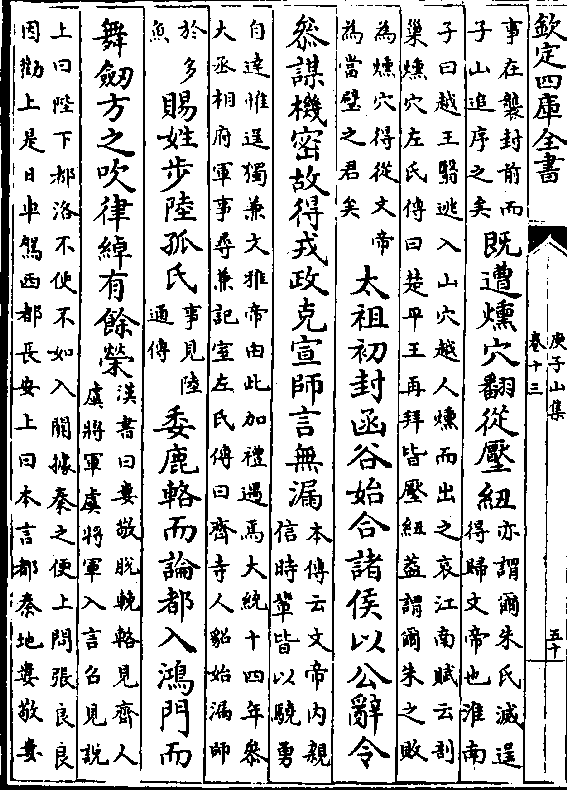 欽定四庫全書
庚子山集
卷十三
五十
事在襲封前而
子山追序之矣
既遭燻穴翻從壓紐
亦謂爾朱氏滅逞
得歸文帝也淮南
子曰越王翳逃入山穴越人燻而出之哀江南賦云剖
巢燻穴左氏傳曰楚平王再拜皆壓紐葢謂爾朱之敗
為燻穴得從文帝
為當璧之君矣
太祖初封函谷始合諸侯以公辭令
叅謀機密故得戎政克宣師言無漏
本傳云文帝内親
信時軰皆以驍勇
自達惟逞獨兼文雅帝由此加禮遇焉大統十四年叅
大丞相府軍事尋兼記室左氏傳曰齊寺人貂始漏師
於多
魚
賜姓步陸孤氏
事見陸
通傳
委鹿輅而論都入鴻門而
舞劒方之吹律綽有餘榮
漢書曰婁敬脫輓輅見齊人
虞將軍虞將軍入言召見説
上曰陛下都洛不便不如入關據秦之便上問張良良
因勸上是日車駕西都長安上曰本言都秦地婁敬婁